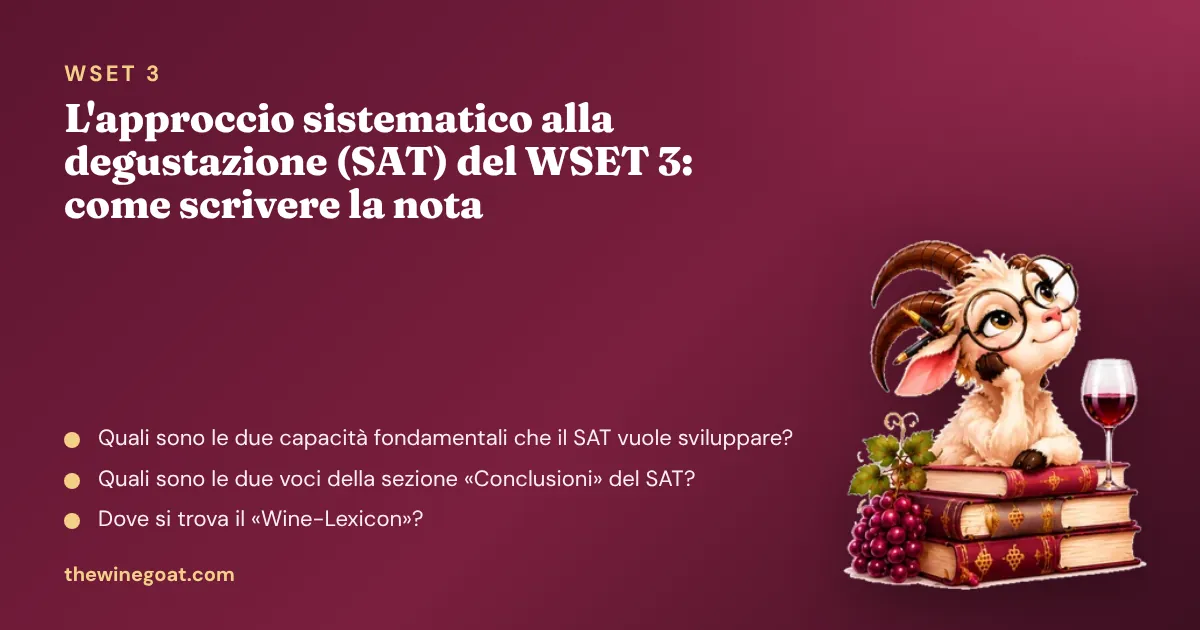 WSET 3
L'approccio sistematico alla
degustazione (SAT) del WSET 3:
come scrivere la nota
Quali sono le due capacità fondamentali che il SAT vuole sviluppare?
Quali sono le due voci della sezione «Conclusioni» del SAT?
Dove si trova il «Wine-Lexicon»?
thewinegoat.com